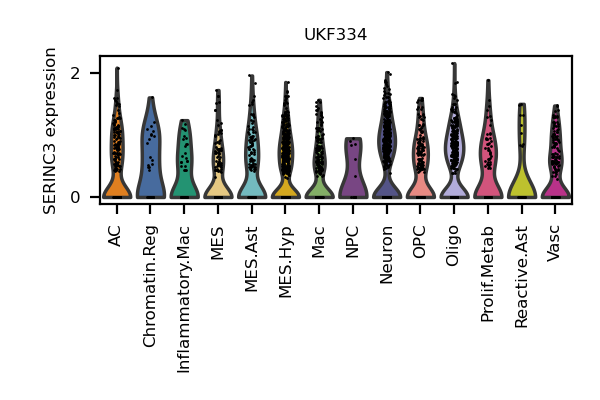 UKF334
SERINC3 expression
2
0
AC
Chromatin.Reg
Inflammatory.Mac
MES
MES.Ast
MES.Hyp
Mac
NPC
Neuron
OPC
Oligo
Prolif.Metab
Reactive.Ast
Vasc